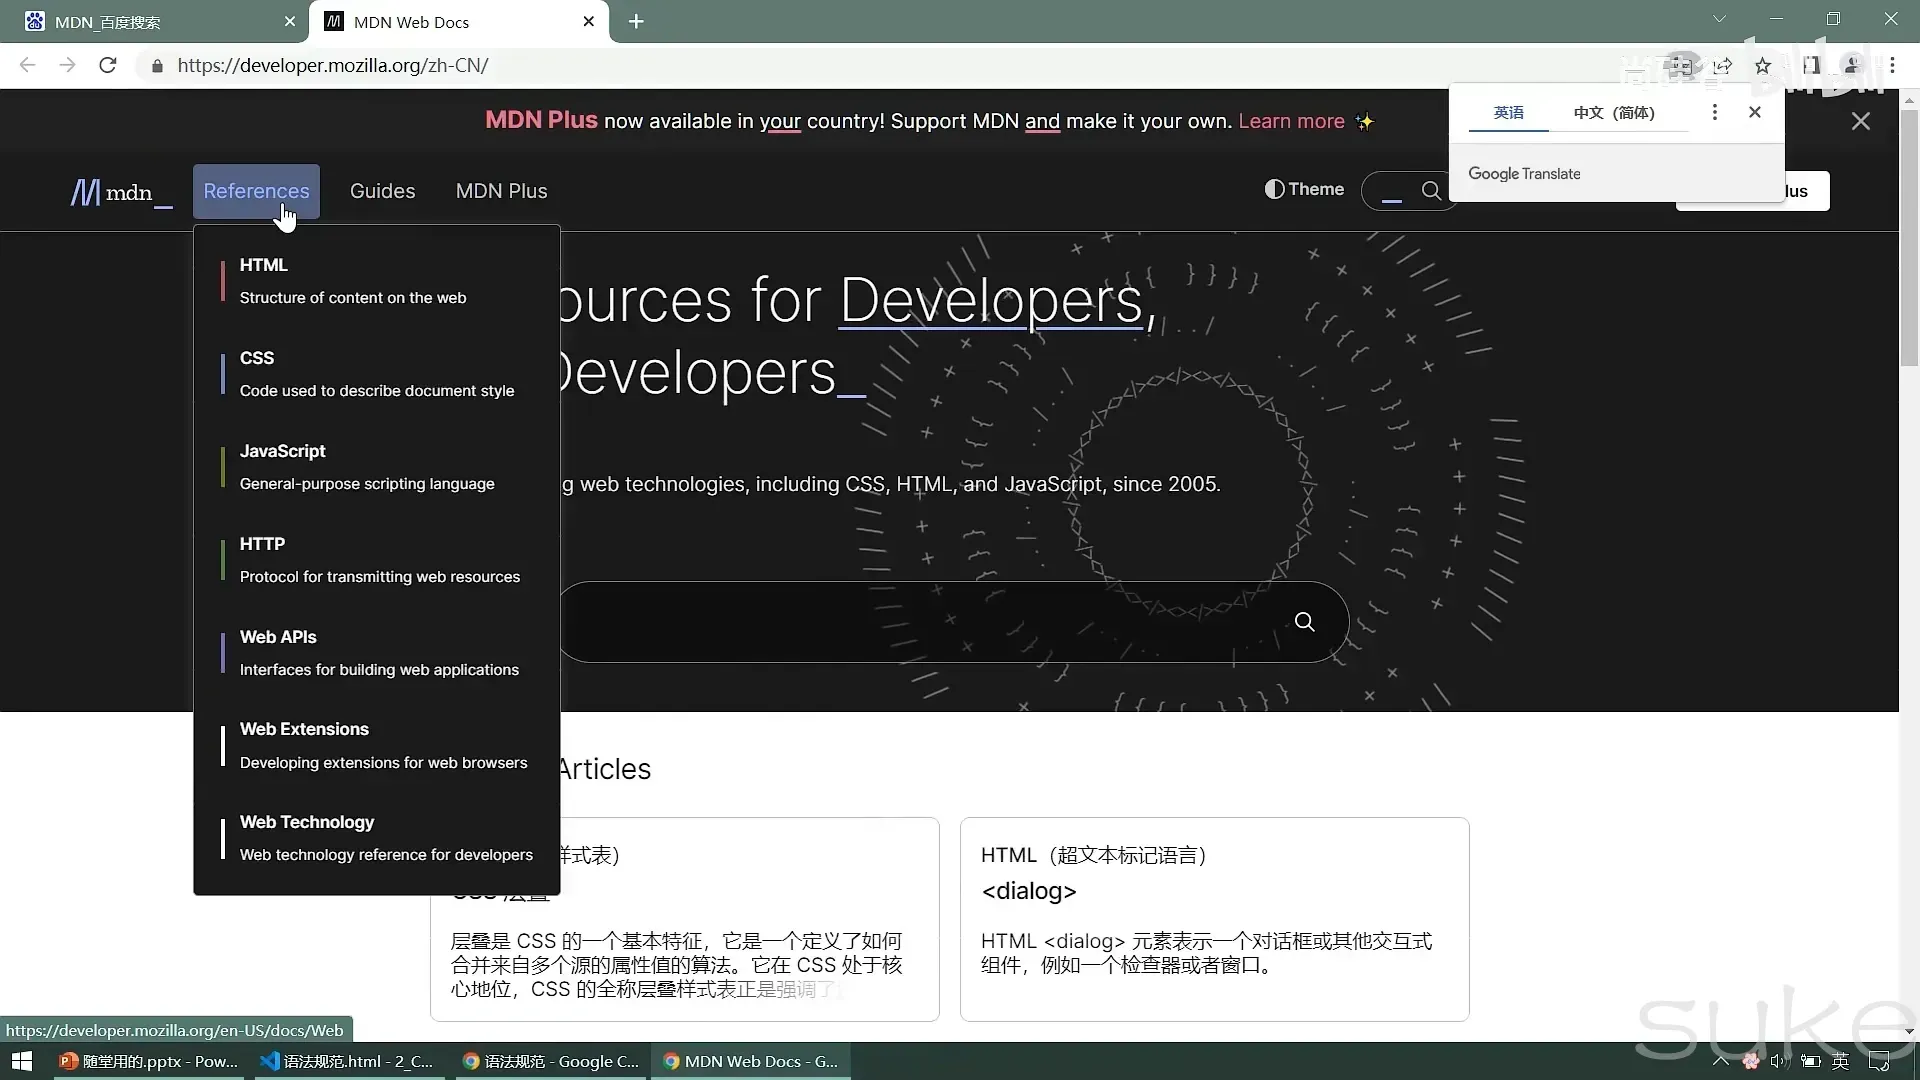 MDN_百度搜索
MDN Web Docs
https://developer.mozilla.org/zh-CN/
MDN Plus now available in your country! Support MDN and make it your own. Learn more ✨
英语
中文 (简体)
Google Translate
mdn_
References
Guides
MDN Plus
Theme
lus
HTML
Structure of content on the web
CSS
Code used to describe document style
JavaScript
General-purpose scripting language
HTTP
Protocol for transmitting web resources
Web APIs
Interfaces for building web applications
Web Extensions
Developing extensions for web browsers
Web Technology
Web technology reference for developers
ources for Developers,
Developers_
g web technologies, including CSS, HTML, and JavaScript, since 2005.
Articles
样式表)
CSS 层叠
层叠是 CSS 的一个基本特征，它是一个定义了如何
合并来自多个源的属性值的算法。它在 CSS 处于核
心地位，CSS 的全称层叠样式表正是强调了
HTML（超文本标记语言）
<dialog>
HTML <dialog> 元素表示一个对话框或其他交互式
组件，例如一个检查器或者窗口。
https://developer.mozilla.org/en-US/docs/Web
随堂用的.pptx - Pow...
语法规范.html - 2_C...
语法规范 - Google C...
MDN Web Docs - G...
英
suke